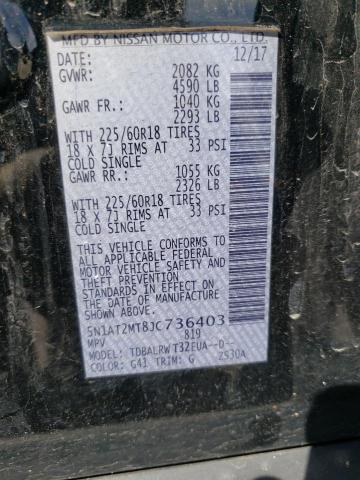 MFD BY NISSAN MOTOR CO., LTD.
DATE: 12/17
GVWR: 2082 KG
4590 LB
GAWR FR.: 1040 KG
2293 LB
WITH 225/60R18 TIRES
18 X 7J RIMS AT 33 PSI
COLD SINGLE
GAWR RR.: 1055 KG
2326 LB
WITH 225/60R18 TIRES
18 X 7J RIMS AT 33 PSI
COLD SINGLE
THIS VEHICLE CONFORMS TO
ALL APPLICABLE FEDERAL
MOTOR VEHICLE SAFETY
AND THEFT PREVENTION
STANDARDS IN EFFECT ON
THE DATE OF MANUFACTURE
SHOWN ABOVE.
5N1AT2MT8JC736403
MPV 819
MODEL: TDBALRWT32EUA--D--
COLOR: G41 TRIM: G 2S30A